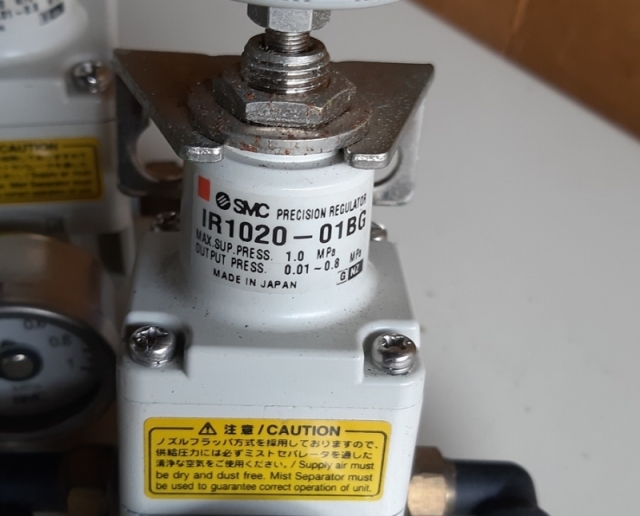 SMC PRECISION REGULATOR
IR1020-01BG
MAX.SUP.PRESS. 1.0 MPa
OUTPUT PRESS. 0.01~0.8 MPa
MADE IN JAPAN
⚠ 注意/CAUTION
ノズルフラッパ方式を採用しておりますので、
供給圧力には必ずミストセパレータを通した
清浄な空気をご使用ください。/Supply air must
be dry and dust free. Mist Separator must
be used to guarantee correct operation of unit.
CAUTION
0.6
0.8
1